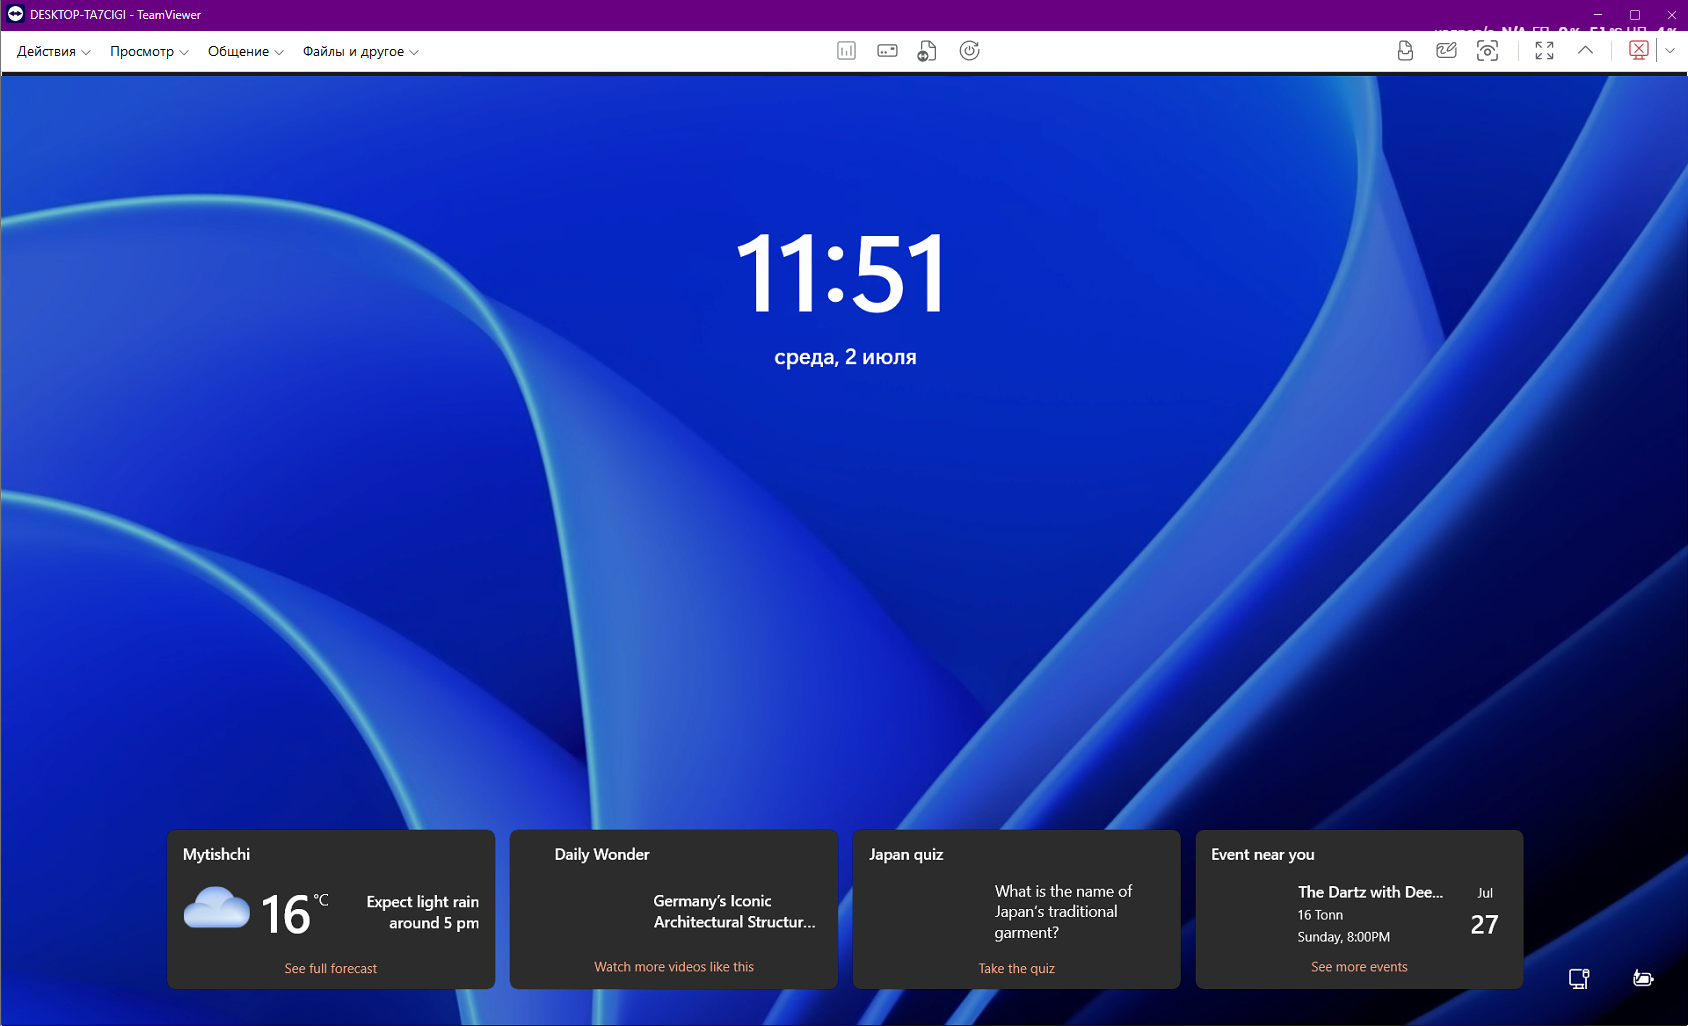 DESKTOP-TA7CIGI - TeamViewer
Действия
Просмотр
Общение
Файлы и другое
11:51
среда, 2 июля
Mytishchi
16 °C
Expect light rain
around 5 pm
See full forecast
Daily Wonder
Germany’s Iconic
Architectural Structur...
Watch more videos like this
Japan quiz
What is the name of
Japan’s traditional
garment?
Take the quiz
Event near you
The Dartz with Dee...
16 Tonn
Sunday, 8:00PM
Jul
27
See more events